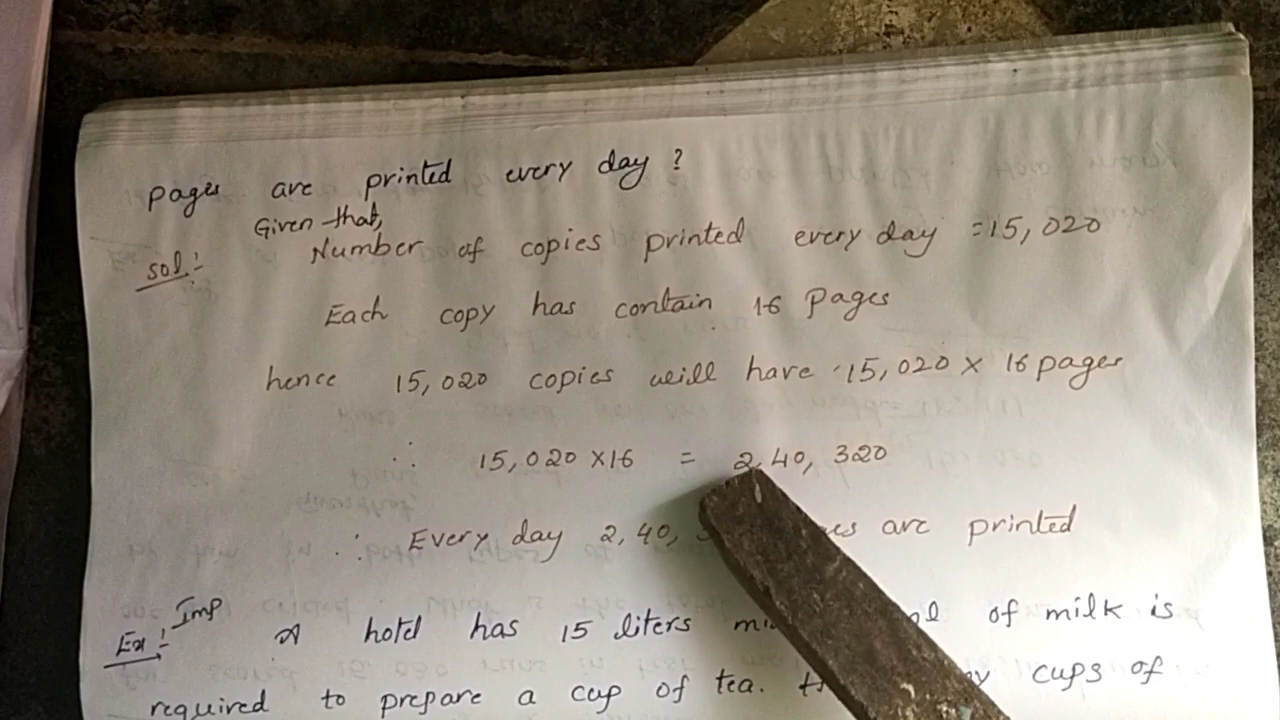 pages are printed every day ?
Given that,
sol:- Number of copies printed every day = 15,020
Each copy has contain 16 pages
hence 15,020 copies will have 15,020 × 16 pages
∴ 15,020 × 16 = 2,40, 320
∴ Every day 2,40, are printed
Imp
Ex:- A hotel has 15 liters of milk is
required to prepare a cup of tea. cups of